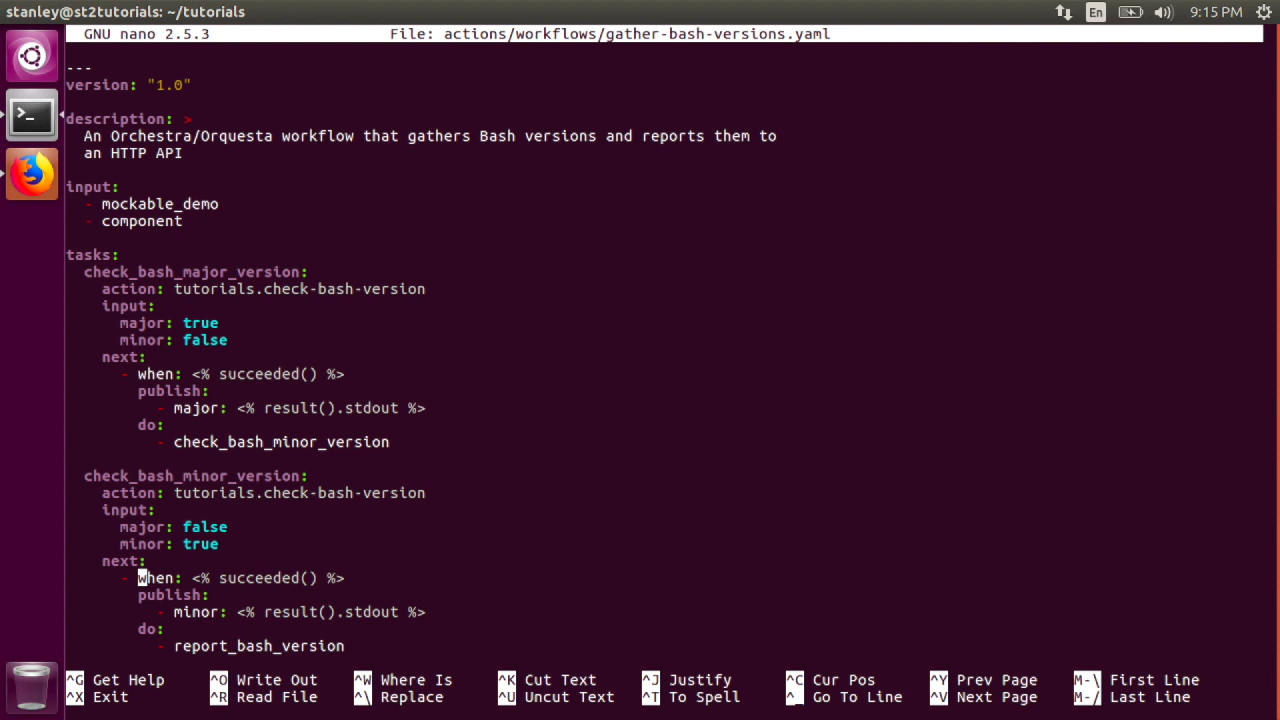 stanley@st2tutorials: ~/tutorials
En
9:15 PM
GNU nano 2.5.3 File: actions/workflows/gather-bash-versions.yaml
---
version: "1.0"
description: >
An Orchestra/Orquesta workflow that gathers Bash versions and reports them to
an HTTP API
input:
- mockable_demo
- component
tasks:
check_bash_major_version:
action: tutorials.check-bash-version
input:
major: true
minor: false
next:
- when: <% succeeded() %>
publish:
- major: <% result().stdout %>
do:
- check_bash_minor_version
check_bash_minor_version:
action: tutorials.check-bash-version
input:
major: false
minor: true
next:
- when: <% succeeded() %>
publish:
- minor: <% result().stdout %>
do:
- report_bash_version
^G Get Help ^O Write Out ^W Where Is ^K Cut Text ^J Justify ^C Cur Pos ^Y Prev Page M-\ First Line
^X Exit ^R Read File ^\ Replace ^U Uncut Text ^T To Spell ^_ Go To Line ^V Next Page M-/ Last Line